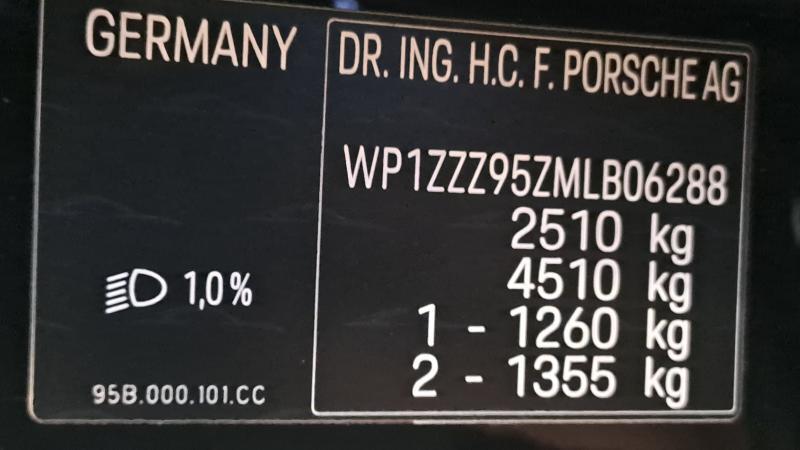 GERMANY
DR. ING. H.C. F. PORSCHE AG
WP1ZZZ95ZMLB06288
2510 kg
4510 kg
1 - 1260 kg
2 - 1355 kg
1,0%
95B.000.101.CC